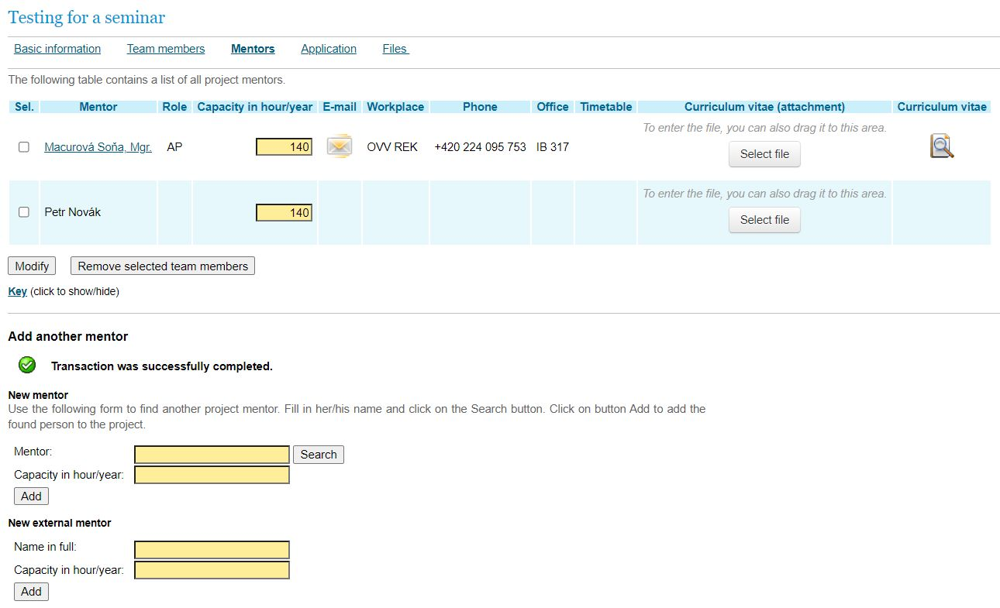 Testing for a seminar
Basic information Team members Mentors Application Files
The following table contains a list of all project mentors.
Sel. Mentor Role Capacity in hour/year E-mail Workplace Phone Office Timetable Curriculum vitae (attachment) Curriculum vitae
To enter the file, you can also drag it to this area.
Macurová Soňa, Mgr. AP 140 OVV REK +420 224 095 753 IB 317 Select file
To enter the file, you can also drag it to this area.
Petr Novák 140 Select file
Modify Remove selected team members
Key (click to show/hide)
Add another mentor
Transaction was successfully completed.
New mentor
Use the following form to find another project mentor. Fill in her/his name and click on the Search button. Click on button Add to add the
found person to the project.
Mentor: Search
Capacity in hour/year:
Add
New external mentor
Name in full:
Capacity in hour/year:
Add